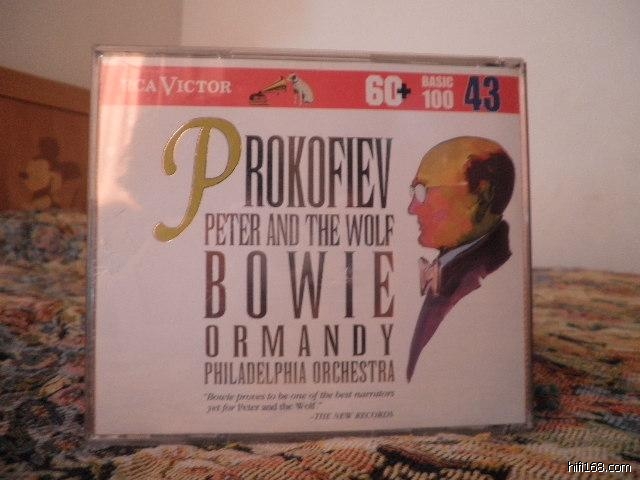 RCA VICTOR
60+
BASIC
100
43
PROKOFIEV
PETER AND THE WOLF
BOWIE
ORMANDY
PHILADELPHIA ORCHESTRA
"Bowie proves to be one of the best narrators
yet for Peter and the Wolf."
–THE NEW RECORDS
hifi168.com